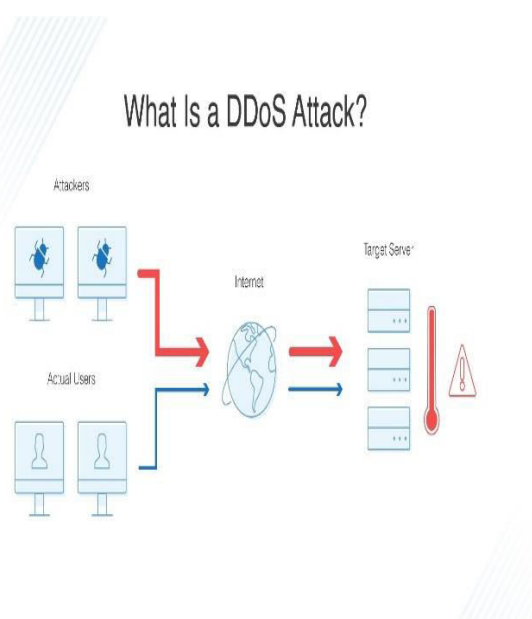 What Is a DDoS Attack?
Attackers
Internet
Target Server
Actual Users